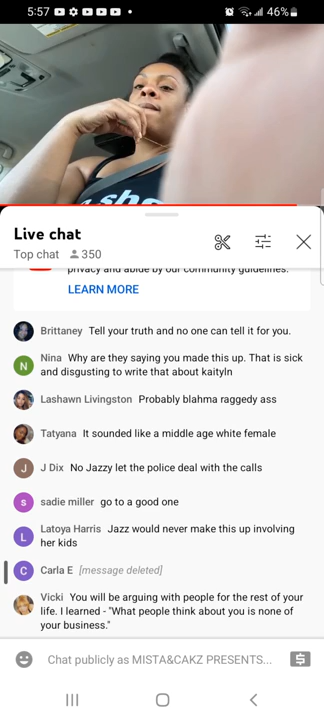 5:57
46%
sho
Live chat
Top chat 350
privacy and abide by our community guidelines.
LEARN MORE
Brittaney Tell your truth and no one can tell it for you.
N Nina Why are they saying you made this up. That is sick
and disgusting to write that about kaityln
Lashawn Livingston Probably blahma raggedy ass
Tatyana It sounded like a middle age white female
J J Dix No Jazzy let the police deal with the calls
s sadie miller go to a good one
L Latoya Harris Jazz would never make this up involving
her kids
C Carla E [message deleted]
Vicki You will be arguing with people for the rest of your
life. I learned - "What people think about you is none of
your business."
Chat publicly as MISTA&CAKZ PRESENTS...
$